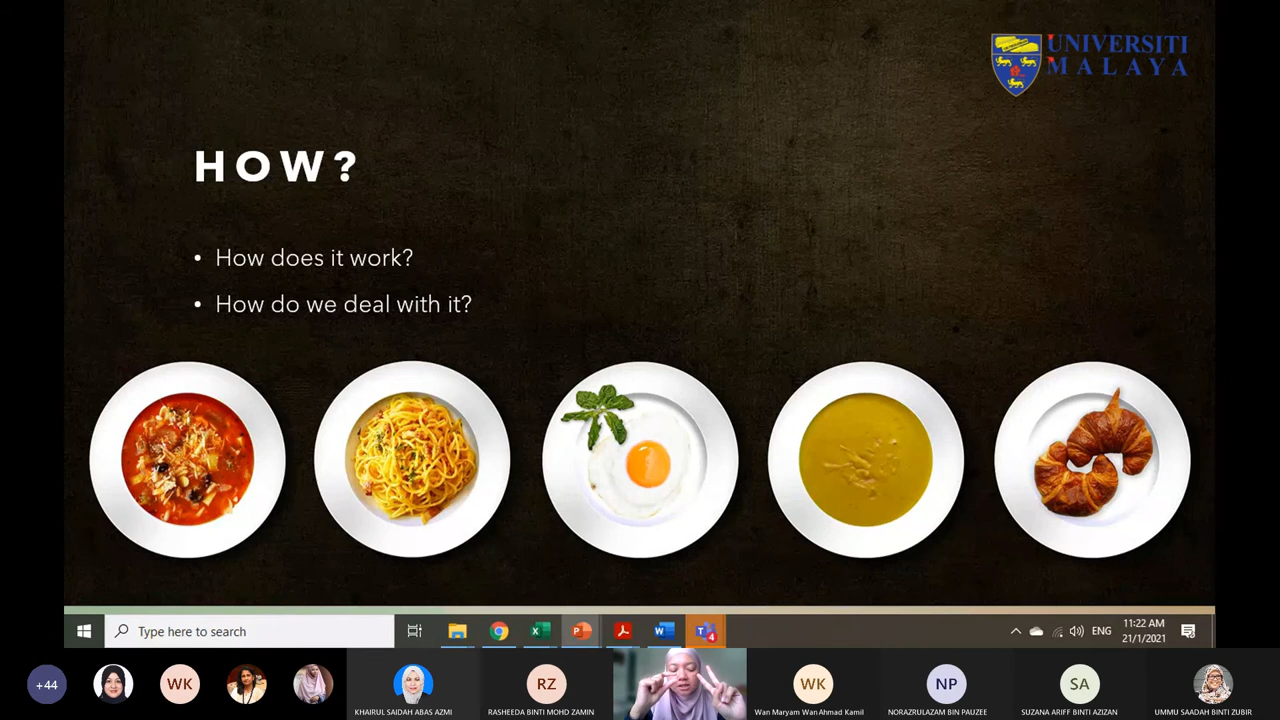 UNIVERSITI
MALAYA
HOW?
• How does it work?
• How do we deal with it?
Type here to search
4
ENG
11:22 AM
21/1/2021
+44
WK
KHAIRUL SAIDAH ABAS AZMI
RZ
RASHEEDA BINTI MOHD ZAMIN
WK
Wan Maryam Wan Ahmad Kamil
NP
NORAZRULAZAM BIN PAUZEE
SA
SUZANA ARIFF BINTI AZIZAN
UMMU SAADAH BINTI ZUBIR